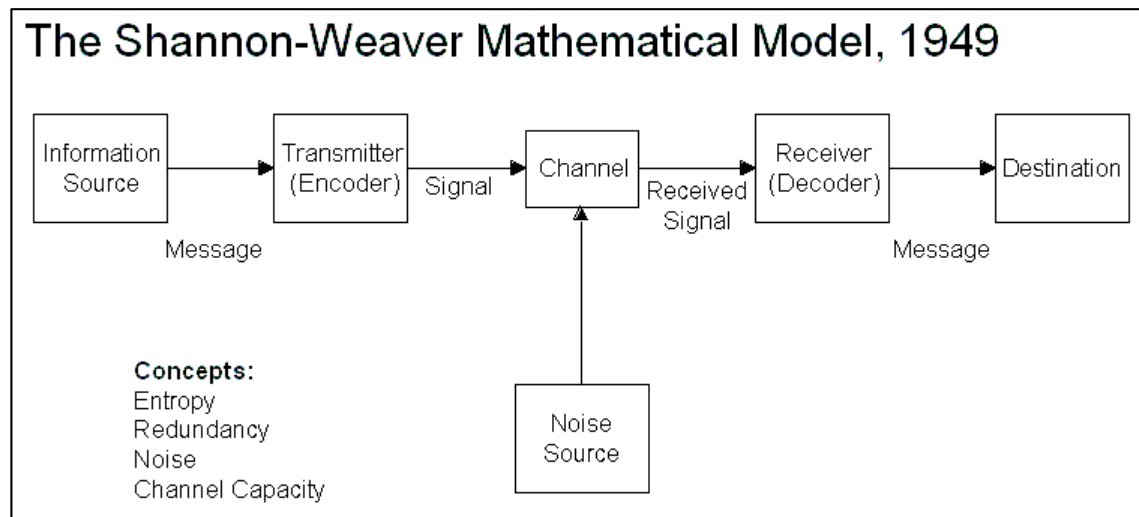 The Shannon-Weaver Mathematical Model, 1949
Information
Source
Message
Transmitter
(Encoder)
Signal
Channel
Received
Signal
Receiver
(Decoder)
Message
Destination
Noise
Source
Concepts:
Entropy
Redundancy
Noise
Channel Capacity